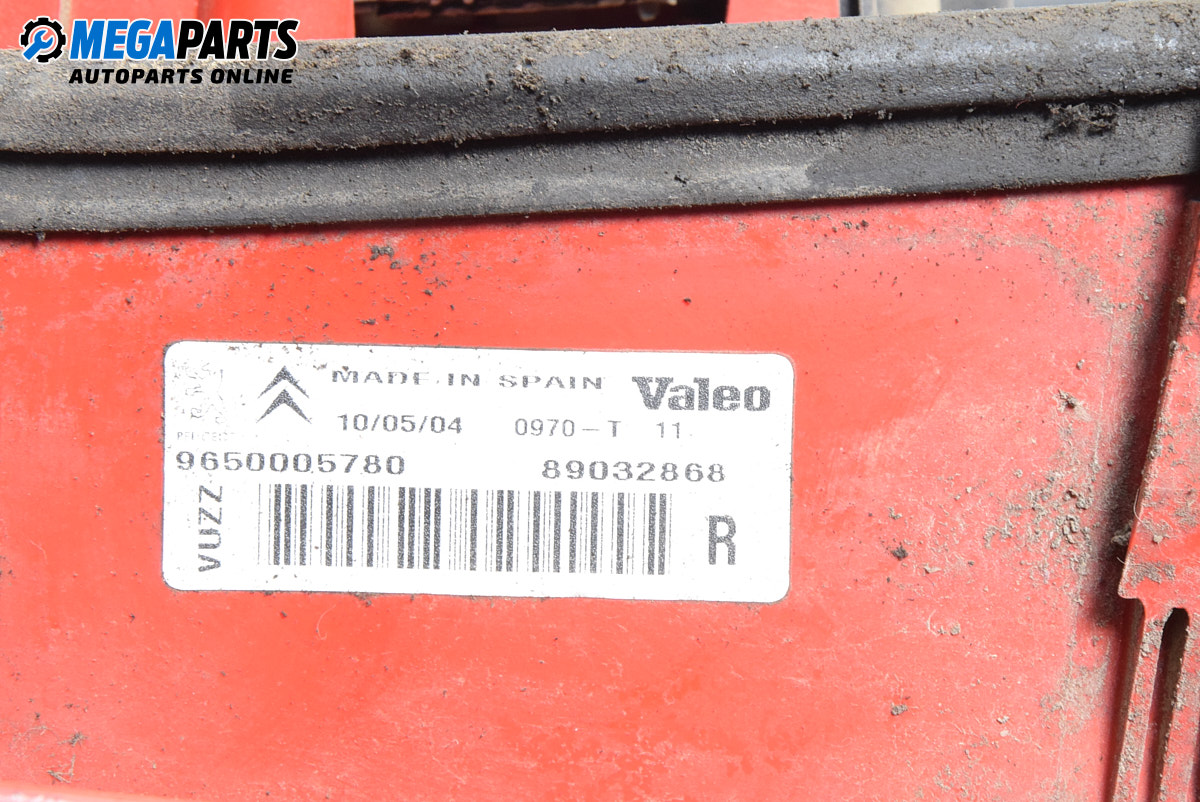 MEGAPARTS
AUTOPARTS ONLINE
MADE IN SPAIN Valeo
10/05/04 0970-T 11
9650005780 89032868
VUZZ
R